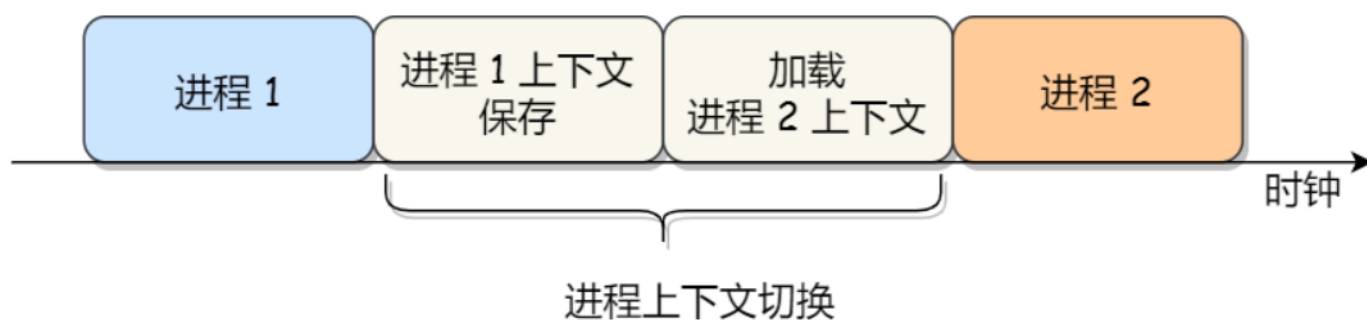 进程 1
进程 1 上下文
保存
加载
进程 2 上下文
进程 2
时钟
进程上下文切换